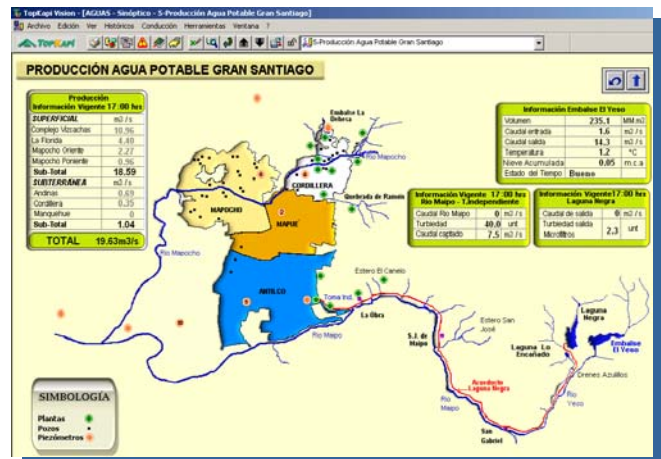 TopKapi Vision - [AGUAS - Sinóptico - S-Producción Agua Potable Gran Santiago]
Archivo Edición Ver Históricos Conducción Herramientas Ventana ?
TOPKAPI
S-Producción Agua Potable Gran Santiago
PRODUCCIÓN AGUA POTABLE GRAN SANTIAGO
Producción
Información Vigente 17:00 hrs
SUPERFICIAL m3 / s
Complejo Vizcachas 10,96
La Florida 4,40
Mapocho Oriente 2,27
Mapocho Poniente 0,96
Sub-Total 18.59
SUBTERRÁNEA m3 / s
Andinas 0,69
Cordillera 0,35
Manquehue 0
Sub-Total 1.04
TOTAL 19.63m3/s
Información Embalse El Yeso
Volumen 235.1 MM m3
Caudal entrada 1.6 m3 / s
Caudal salida 14,3 m3 / s
Temperatura 1.2 °C
Nieve Acumulada 0,05 m.c.a
Estado del Tiempo Bueno
Información Vigente 17:00 hrs
Río Maipo - T.Independiente
Caudal Río Maipo 0 m3 / s
Turbiedad 40,0 unt
Caudal captado 7.5 m3 / s
Información Vigente17:00 hrs
Laguna Negra
Caudal de salida 0 m3 / s
Turbiedad salida
Microfiltros 2,3 unt
Embalse La
Dehesa
Río Mapocho
CORDILLERA
Quebrada de Ramón
MAPOCHO
MAPUE
Río Mapocho
ANTILCO
Toma Ind.
Estero El Canelo
La Obra
Río Maipo
S.J. de
Maipo
Estero San
José
Laguna
Negra
Laguna Lo
Encañado
Embalse
El Yeso
Drenes Azulillos
Acueducto
Laguna Negra
Río
Maipo
Río
Yeso
San
Gabriel
SIMBOLOGÍA
Plantas
Pozos
Piezómetros